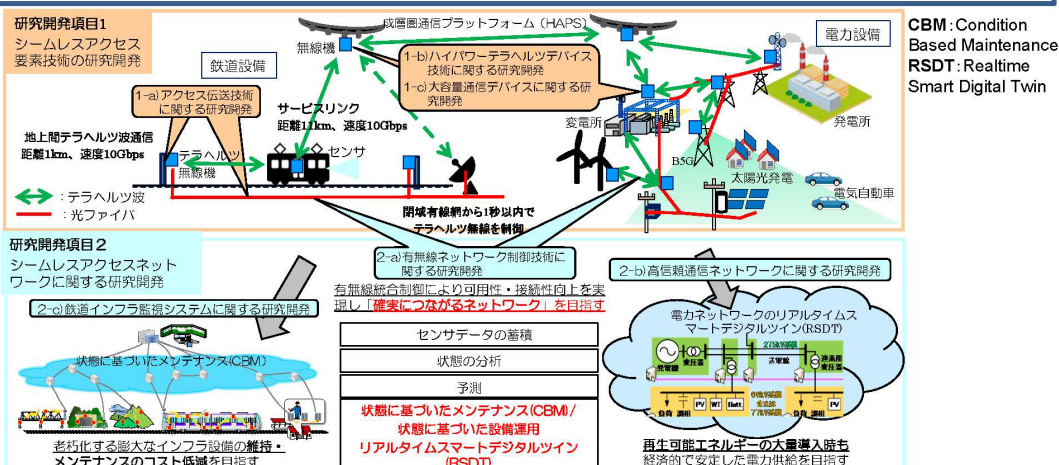 研究開発項目1
シームレスアクセス
要素技術の研究開発
成層圏通信プラットフォーム（HAPS）
無線機
鉄道設備
電力設備
1-b)ハイパワーテラヘルツデバイス
技術に関する研究開発
1-c)大容量通信デバイスに関する研
究開発
1-a)アクセス伝送技術
に関する研究開発
サービスリンク
距離11km、速度10Gbps
地上間テラヘルツ波通信
距離1km、速度10Gbps
テラヘルツ
無線機
センサ
変電所
発電所
B5G
太陽光発電
電気自動車
：テラヘルツ波
：光ファイバ
閉域有線網から1秒以内で
テラヘルツ無線を制御
CBM：Condition
Based Maintenance
RSDT：Realtime
Smart Digital Twin
研究開発項目2
シームレスアクセスネット
ワークに関する研究開発
2-a)有無線ネットワーク制御技術に
関する研究開発
2-b)高信頼通信ネットワークに関する研究開発
有無線統合制御により可用性・接続性向上を実
現し「確実につながるネットワーク」を目指す
2-c)鉄道インフラ監視システムに関する研究開発
状態に基づいたメンテナンス(CBM)
老朽化する膨大なインフラ設備の維持・
メンテナンスのコスト低減を目指す
センサデータの蓄積
状態の分析
予測
状態に基づいたメンテナンス(CBM)/
状態に基づいた設備運用
リアルタイムスマートデジタルツイン
(RSDT)
電力ネットワークのリアルタイムス
マートデジタルツイン(RSDT)
発電機
変圧器
送電線
連系用
変圧器
負荷
調相
PV
WT
Batt
負荷
調相
PV
再生可能エネルギーの大量導入時も
経済的で安定した電力供給を目指す